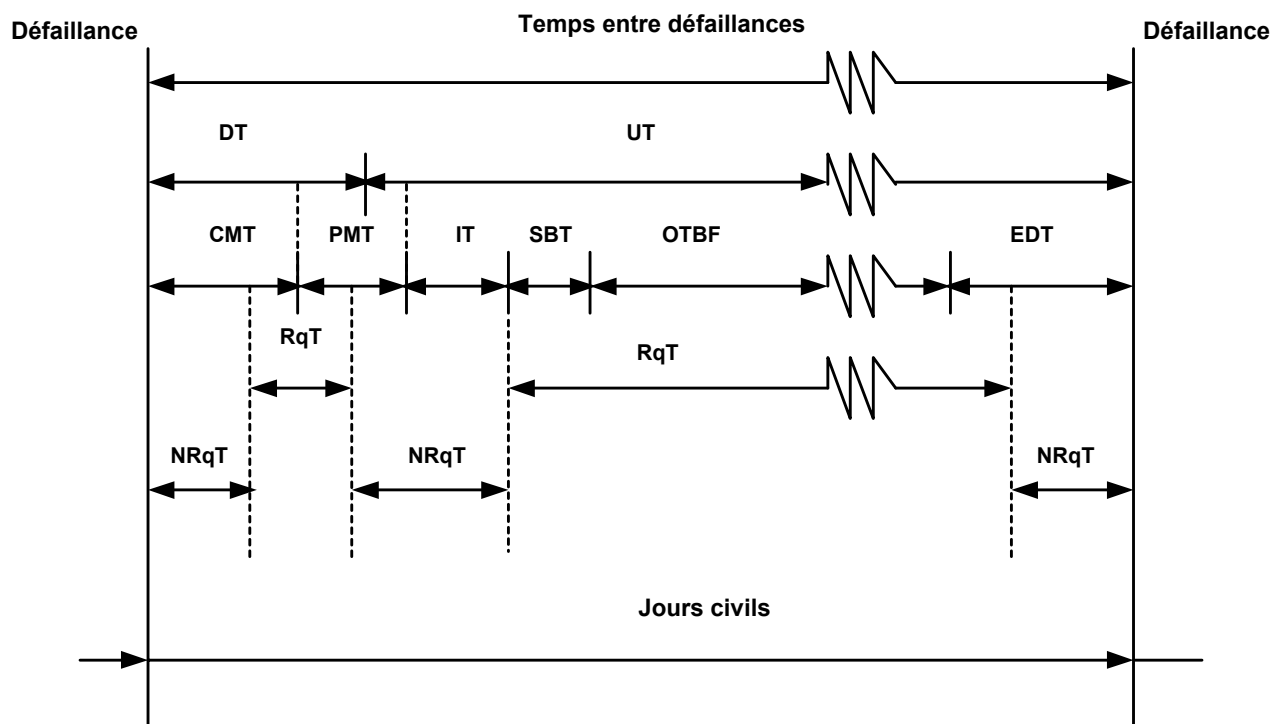 Temps entre défaillances
Défaillance
Défaillance
DT
UT
CMT
PMT
IT
SBT
OTBF
EDT
RqT
RqT
NRqT
NRqT
NRqT
Jours civils